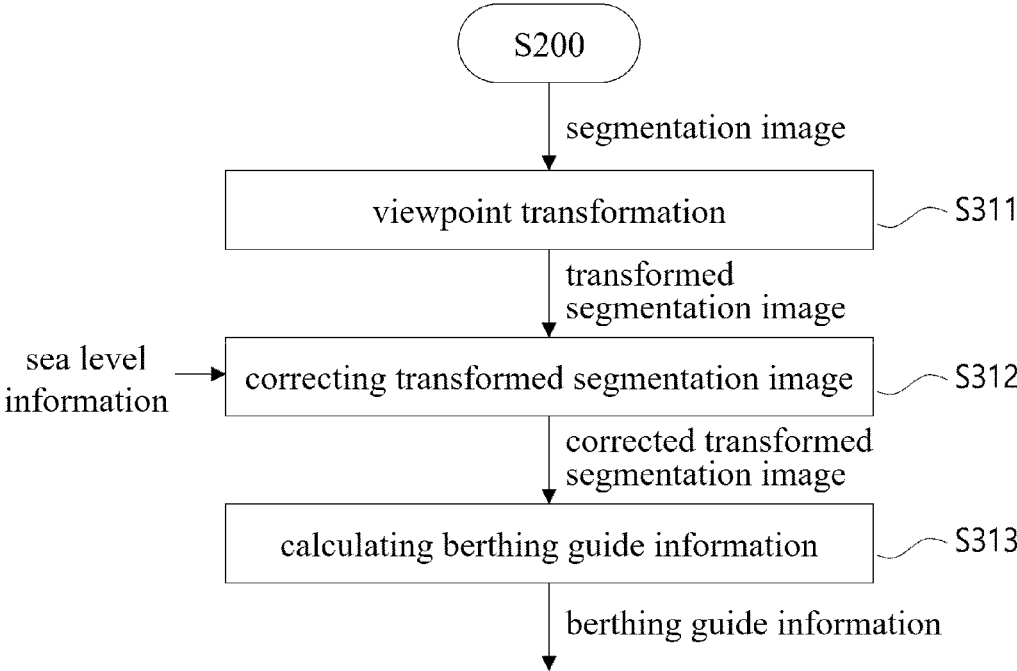 S200
segmentation image
viewpoint transformation
S311
transformed
segmentation image
sea level
information
correcting transformed segmentation image
S312
corrected transformed
segmentation image
calculating berthing guide information
S313
berthing guide information